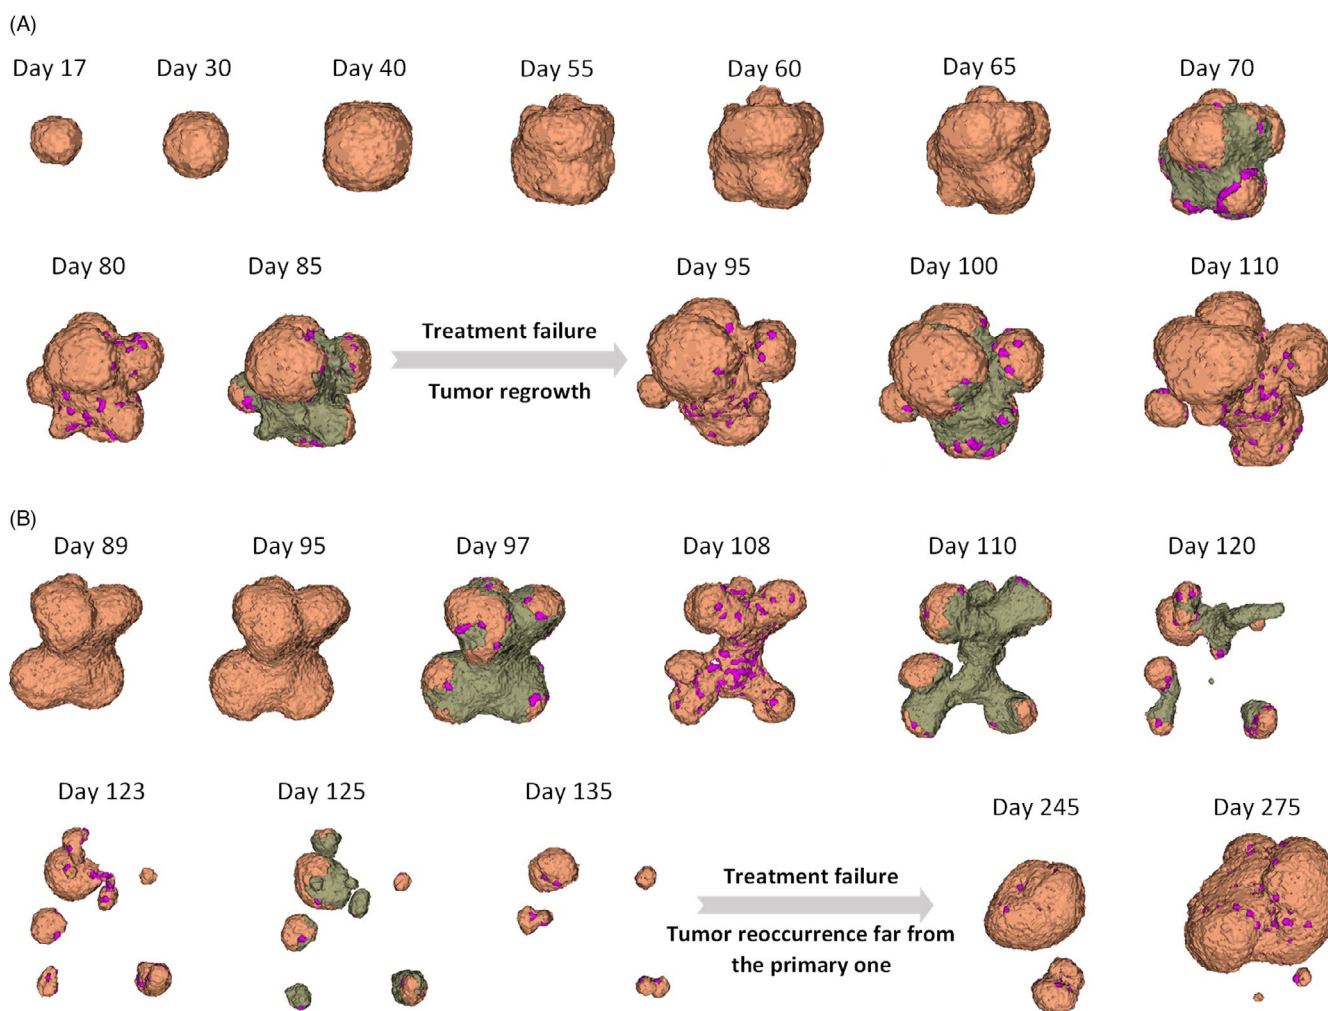 (A)
Day 17
Day 30
Day 40
Day 55
Day 60
Day 65
Day 70
Day 80
Day 85
Treatment failure
Tumor regrowth
Day 95
Day 100
Day 110
(B)
Day 89
Day 95
Day 97
Day 108
Day 110
Day 120
Day 123
Day 125
Day 135
Treatment failure
Tumor reoccurrence far from
the primary one
Day 245
Day 275